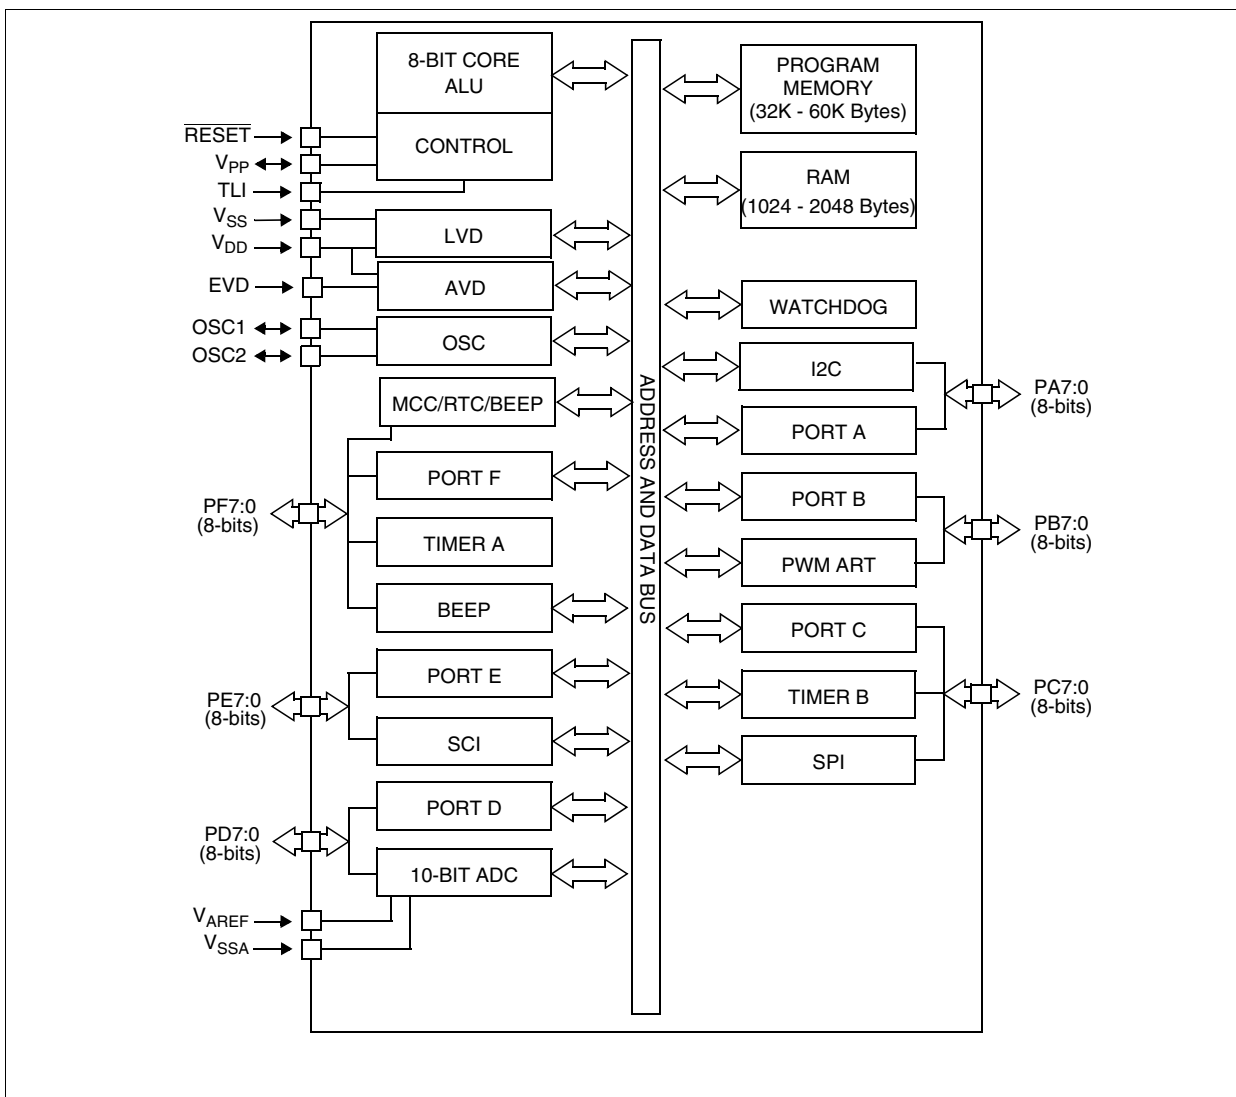 8-BIT CORE
ALU
CONTROL
RESET
VPP
TLI
VSS
VDD
EVD
OSC1
OSC2
LVD
AVD
OSC
MCC/RTC/BEEP
PORT F
TIMER A
BEEP
PF7:0
(8-bits)
PORT E
SCI
PE7:0
(8-bits)
PORT D
10-BIT ADC
PD7:0
(8-bits)
VAREF
VSSA
ADDRESS AND DATA BUS
PROGRAM
MEMORY
(32K - 60K Bytes)
RAM
(1024 - 2048 Bytes)
WATCHDOG
I2C
PORT A
PA7:0
(8-bits)
PORT B
PWM ART
PB7:0
(8-bits)
PORT C
TIMER B
SPI
PC7:0
(8-bits)